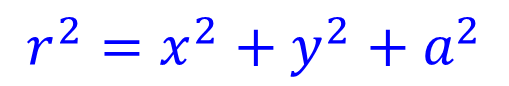 r² = x² + y² + a²